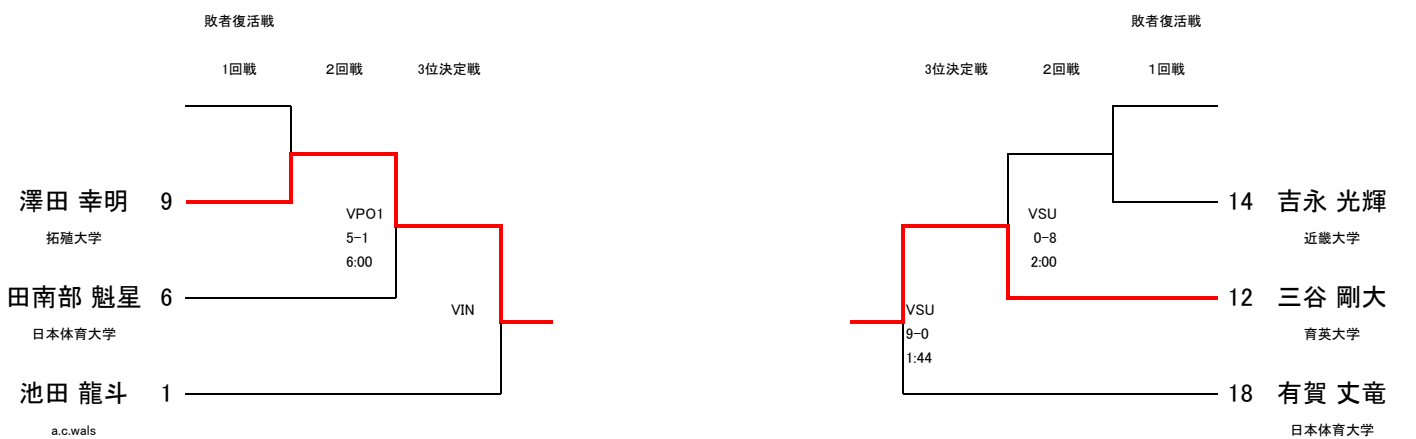 敗者復活戦
1回戦 2回戦 3位決定戦
澤田 幸明 9
拓殖大学
VPO1
5-1
6:00
田南部 魁星 6
日本体育大学
VIN
池田 龍斗 1
a.c.wals
敗者復活戦
3位決定戦 2回戦 1回戦
14 吉永 光輝
近畿大学
VSU
0-8
2:00
12 三谷 剛大
育英大学
VSU
9-0
1:44
18 有賀 丈竜
日本体育大学